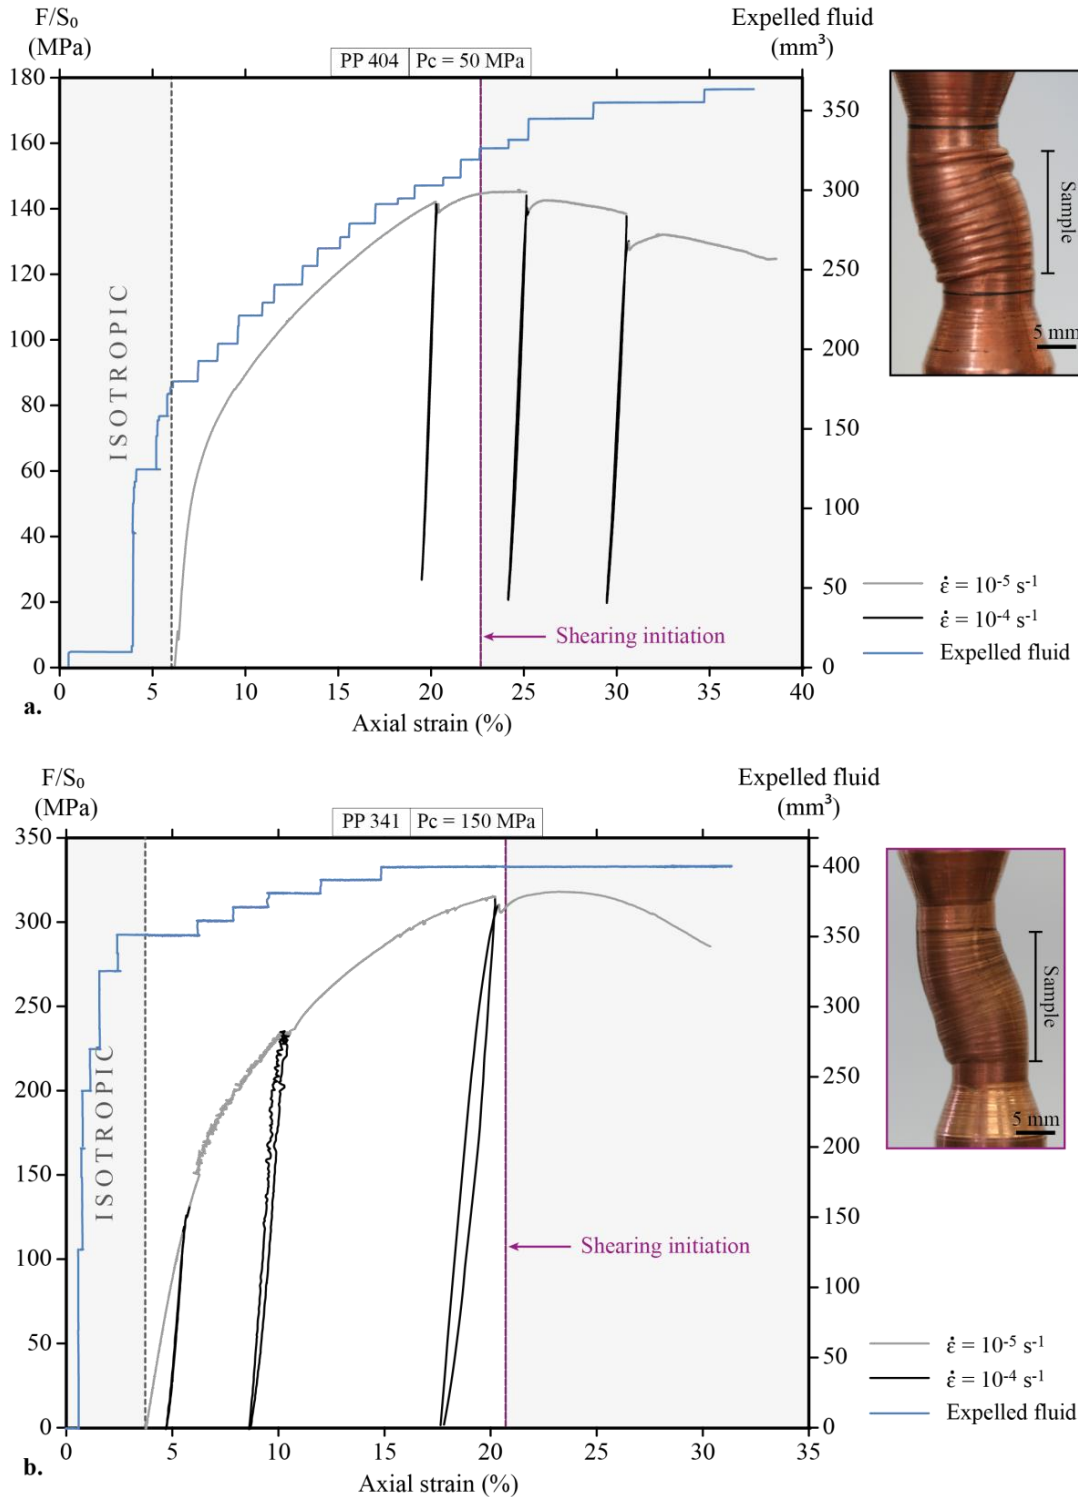 F/S₀
(MPa)
Expelled fluid
(mm³)
PP 404 Pc = 50 MPa
180
160
140
120
100
80
60
40
20
0
350
300
250
200
150
100
50
0
ISOTROPIC
Shearing initiation
0 5 10 15 20 25 30 35 40
Axial strain (%)
a.
Sample
5 mm
ε̇ = 10⁻⁵ s⁻¹
ε̇ = 10⁻⁴ s⁻¹
Expelled fluid
F/S₀
(MPa)
Expelled fluid
(mm³)
PP 341 Pc = 150 MPa
350
300
250
200
150
100
50
0
400
350
300
250
200
150
100
50
0
ISOTROPIC
Shearing initiation
0 5 10 15 20 25 30 35
Axial strain (%)
b.
Sample
5 mm
ε̇ = 10⁻⁵ s⁻¹
ε̇ = 10⁻⁴ s⁻¹
Expelled fluid